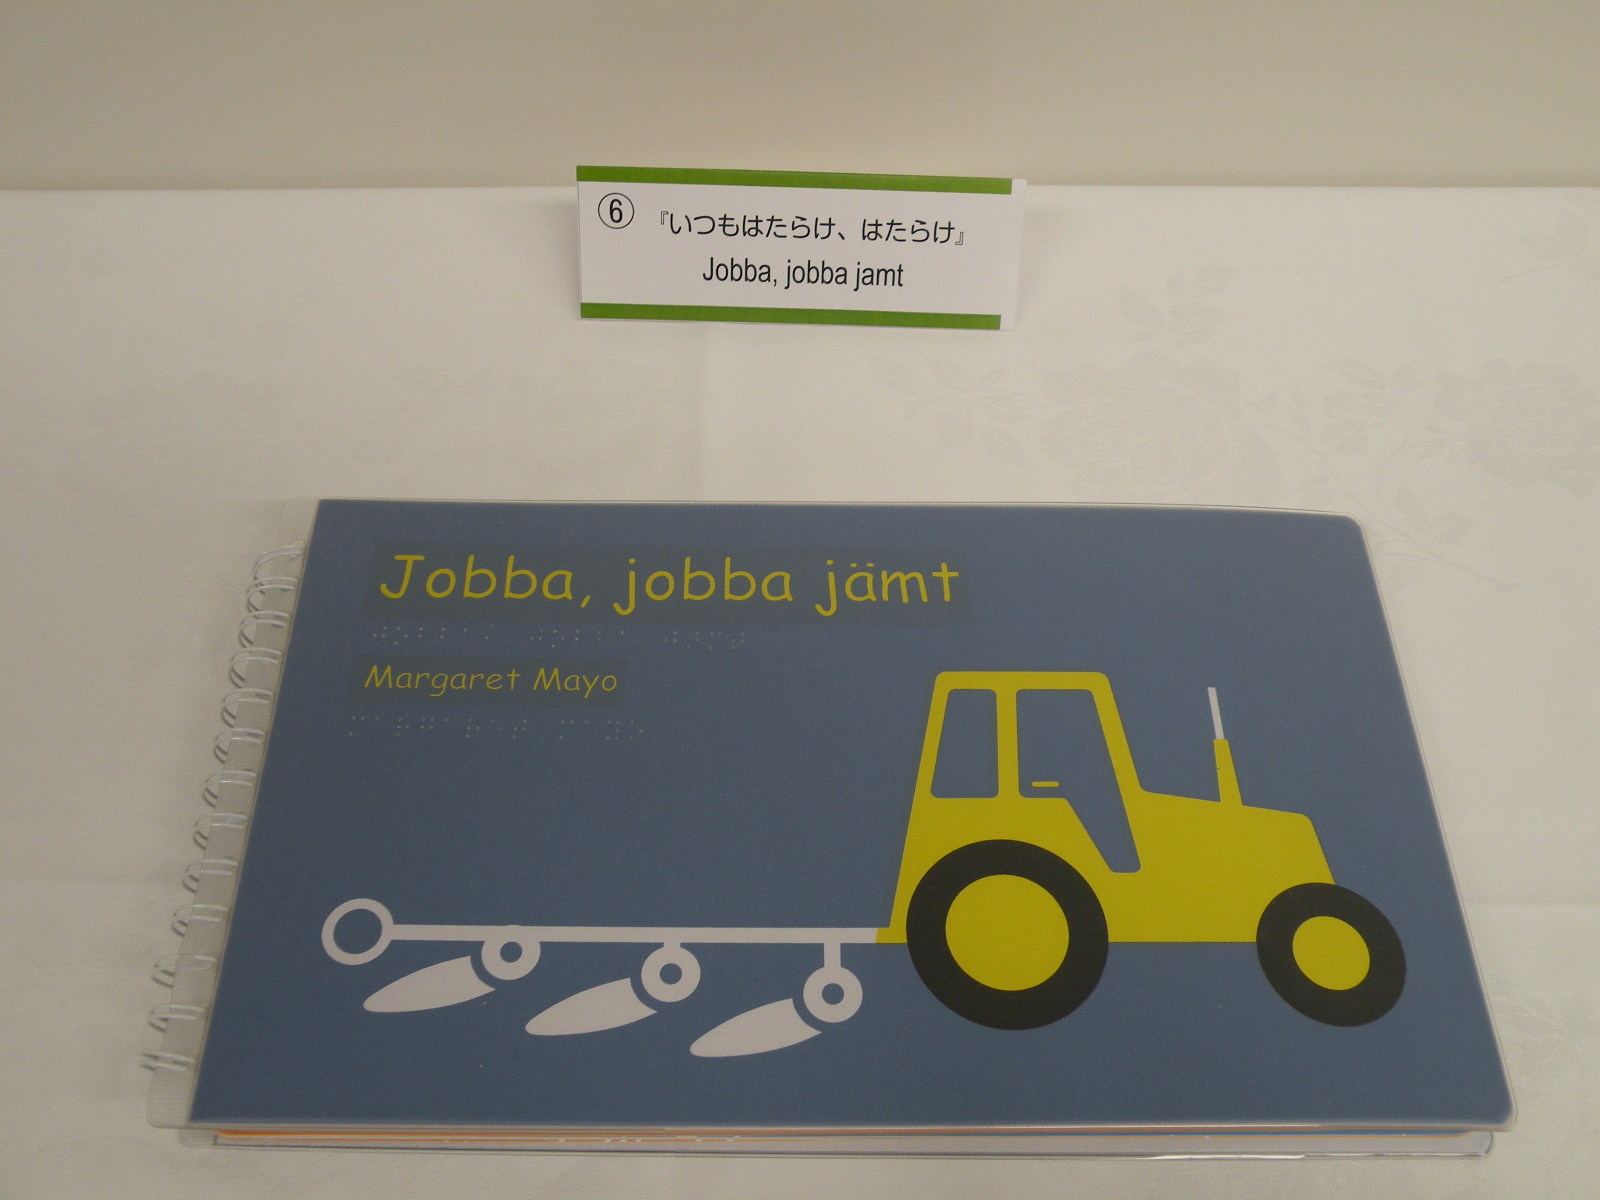 ⑥ 『いつもはたらけ、はたらけ』
Jobba, jobba jamt
Jobba, jobba jämt
Margaret Mayo